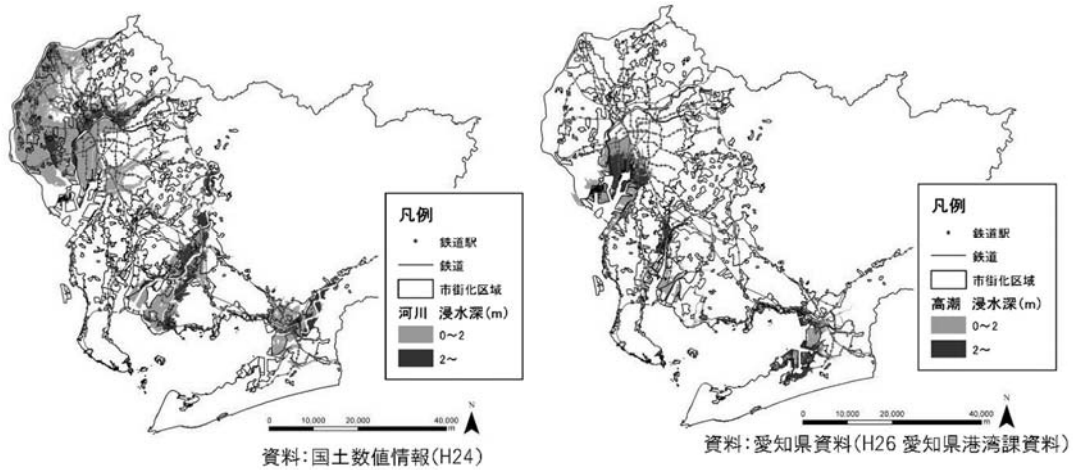 凡例
鉄道駅
鉄道
市街化区域
河川 浸水深(m)
0~2
2~
N
0 10,000 20,000 40,000 m
資料:国土数値情報(H24)
凡例
鉄道駅
鉄道
市街化区域
高潮 浸水深(m)
0~2
2~
N
0 10,000 20,000 40,000 m
資料:愛知県資料(H26 愛知県港湾課資料)